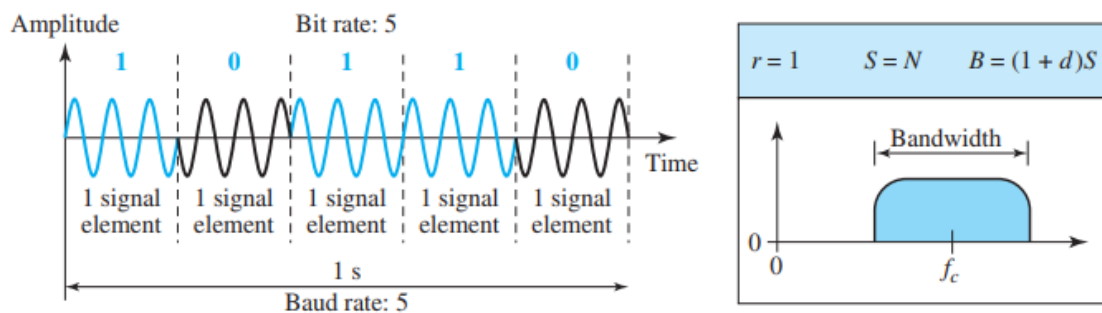 Amplitude
Bit rate: 5
1 0 1 1 0
Time
1 signal element
1 signal element
1 signal element
1 signal element
1 signal element
1 s
Baud rate: 5
r = 1 S = N B = (1 + d)S
Bandwidth
0
0
f_c